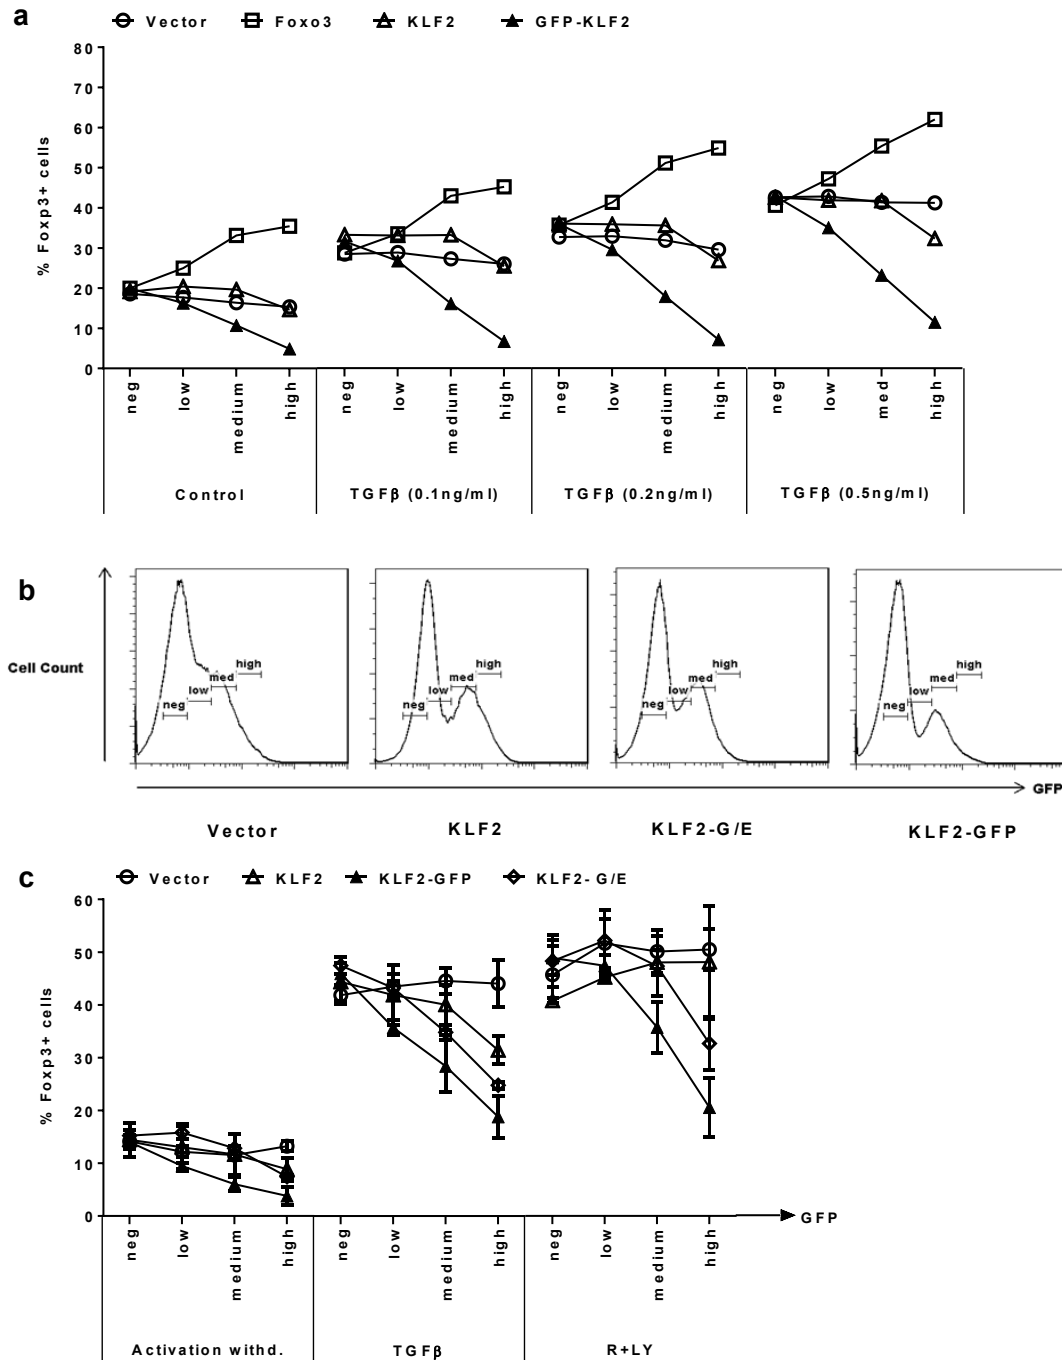 a
Vector Foxo3 KLF2 GFP-KLF2
80
70
60
50
40
30
20
10
0
% Foxp3+ cells
neg low medium high neg low medium high neg low medium high neg low med high
Control TGFβ (0.1ng/ml) TGFβ (0.2ng/ml) TGFβ (0.5ng/ml)
b
Cell Count
neg low med high
neg low med high
neg low med high
neg low med high
GFP
Vector KLF2 KLF2-G/E KLF2-GFP
c
Vector KLF2 KLF2-GFP KLF2- G/E
60
50
40
30
20
10
0
% Foxp3+ cells
GFP
neg low medium high neg low medium high neg low medium high
Activation withd. TGFβ R+LY